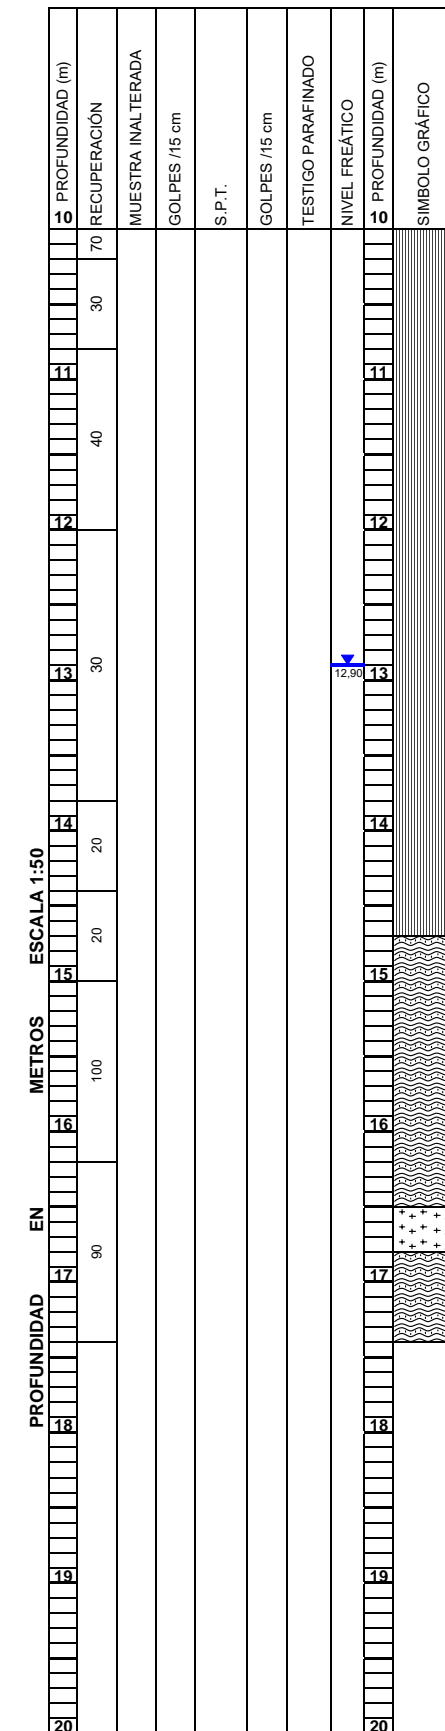 PROFUNDIDAD EN METROS ESCALA 1:50
PROFUNDIDAD (m)
10
RECUPERACIÓN
MUESTRA INALTERADA
GOLPES /15 cm
S.P.T.
GOLPES /15 cm
TESTIGO PARAFINADO
NIVEL FREÁTICO
PROFUNDIDAD (m)
10
SIMBOLO GRÁFICO
70
30
11 11
40
12 12
30
12,90
13 13
14 14
20
20
15 15
100
16 16
90
17 17
18 18
19 19
20 20